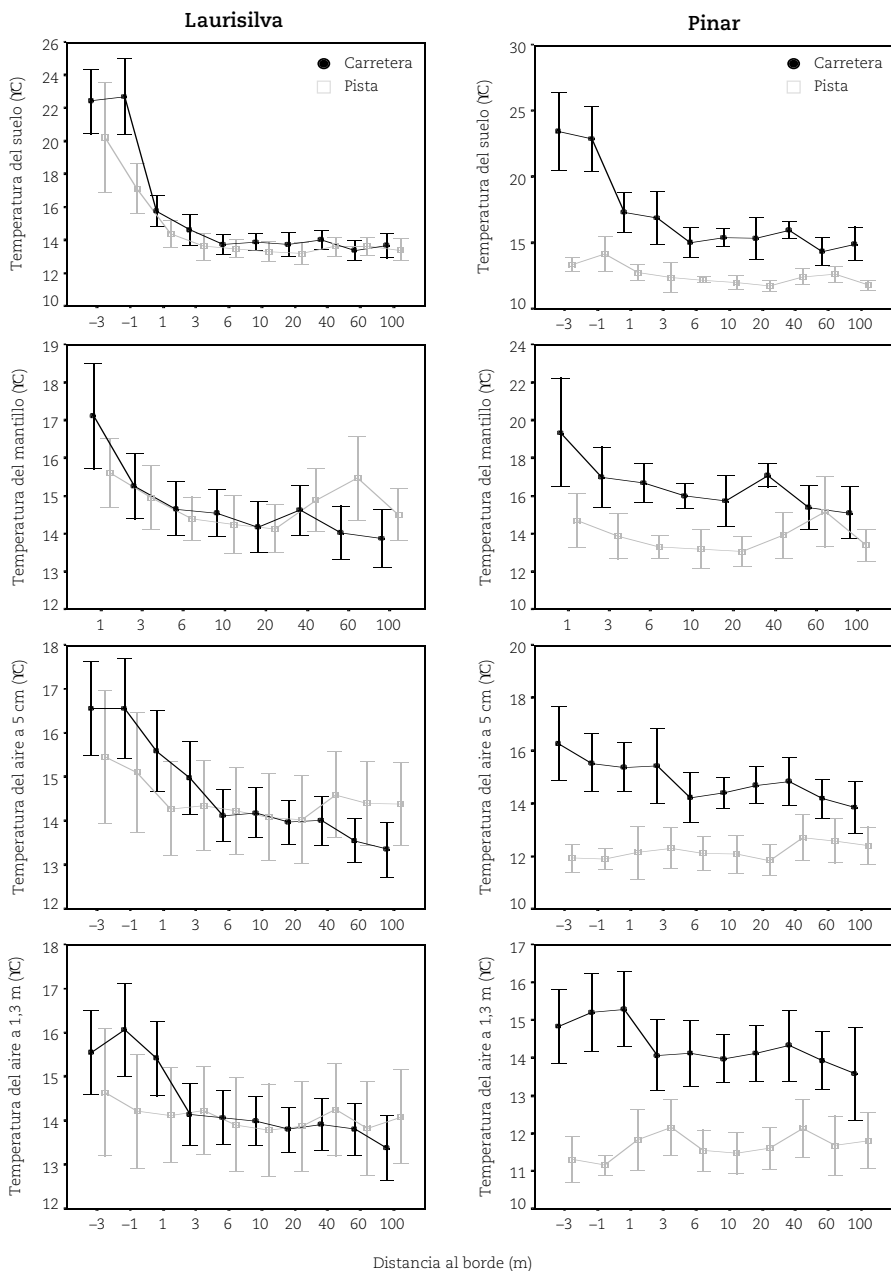 Laurisilva
Pinar
Temperatura del suelo (ϒC)
26
24
22
20
18
16
14
12
10
Carretera
Pista
–3 –1 1 3 6 10 20 40 60 100
Temperatura del suelo (ϒC)
30
25
20
15
10
Carretera
Pista
–3 –1 1 3 6 10 20 40 60 100
Temperatura del mantillo (ϒC)
19
18
17
16
15
14
13
12
1 3 6 10 20 40 60 100
Temperatura del mantillo (ϒC)
24
22
20
18
16
14
12
10
1 3 6 10 20 40 60 100
Temperatura del aire a 5 cm (ϒC)
18
17
16
15
14
13
12
–3 –1 1 3 6 10 20 40 60 100
Temperatura del aire a 5 cm (ϒC)
20
18
16
14
12
10
–3 –1 1 3 6 10 20 40 60 100
Temperatura del aire a 1,3 m (ϒC)
18
17
16
15
14
13
12
–3 –1 1 3 6 10 20 40 60 100
Temperatura del aire a 1,3 m (ϒC)
17
16
15
14
13
12
11
10
–3 –1 1 3 6 10 20 40 60 100
Distancia al borde (m)